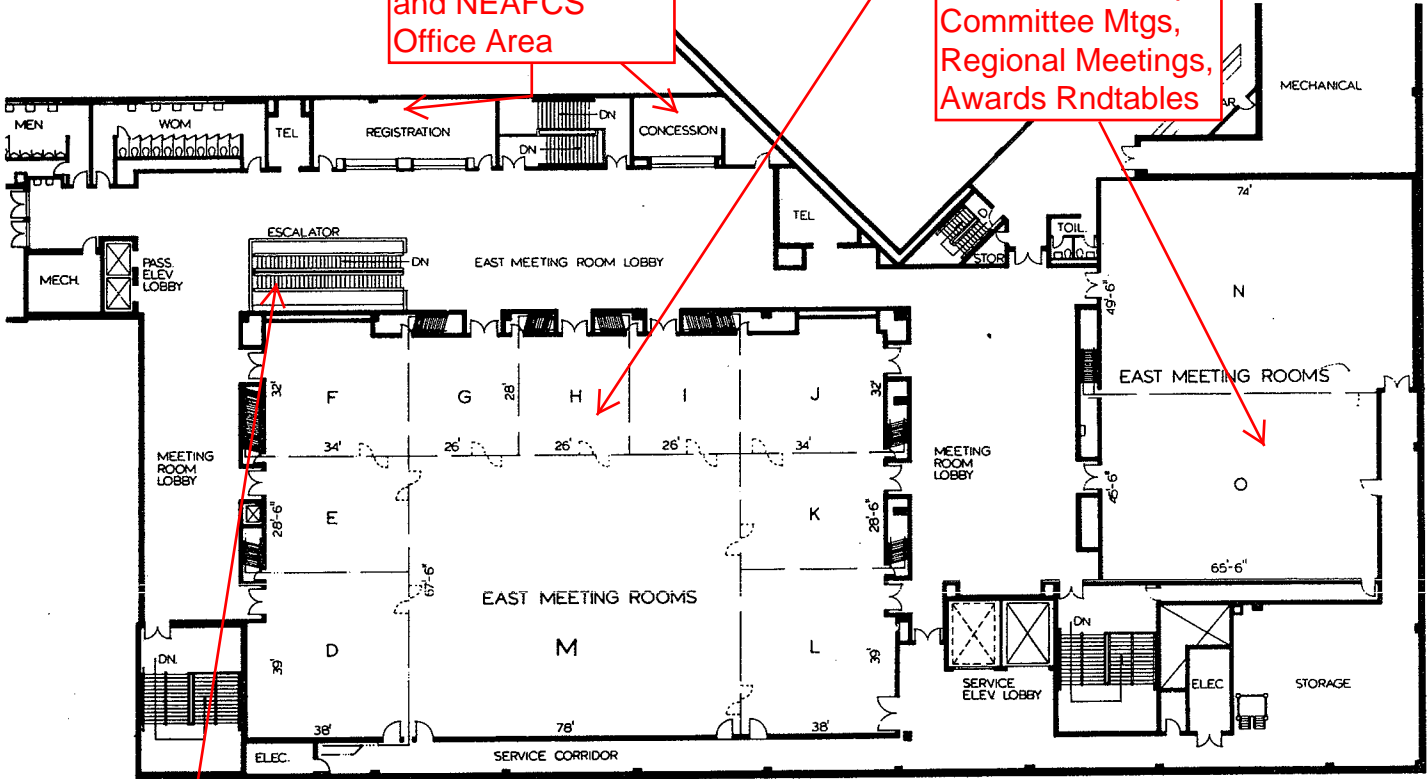 and NEAFCS
Office Area
Committee Mtgs,
Regional Meetings,
Awards Rndtables
MECHANICAL
MEN
WOM
TEL
REGISTRATION
DN
DN
CONCESSION
AR
74'
TEL
TOIL.
STOR
ESCALATOR
DN
EAST MEETING ROOM LOBBY
PASS.
ELEV
LOBBY
MECH.
N
49'-6"
EAST MEETING ROOMS
32'
F
G
28'
H
I
J
32'
34'
26'
26'
26'
34'
MEETING
ROOM
LOBBY
MEETING
ROOM
LOBBY
O
45'-6"
E
28'-6"
K
28'-6"
67'-6"
65'-6"
EAST MEETING ROOMS
M
D
39'
L
39'
DN.
DN
SERVICE
ELEV. LOBBY
ELEC
STORAGE
38'
78'
38'
ELEC.
SERVICE CORRIDOR